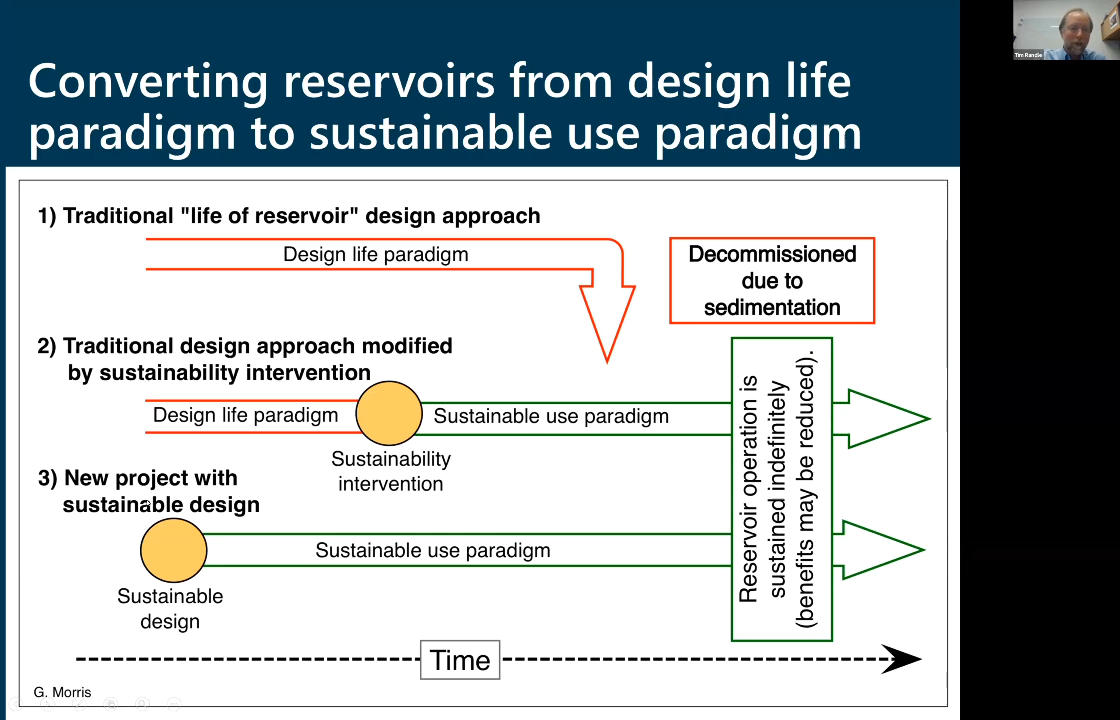 Converting reservoirs from design life
paradigm to sustainable use paradigm
Tim Randle
1) Traditional "life of reservoir" design approach
Design life paradigm
Decommissioned
due to
sedimentation
2) Traditional design approach modified
by sustainability intervention
Design life paradigm
Sustainable use paradigm
Sustainability
intervention
3) New project with
sustainable design
Sustainable use paradigm
Sustainable
design
Reservoir operation is
sustained indefinitely
(benefits may be reduced).
Time
G. Morris